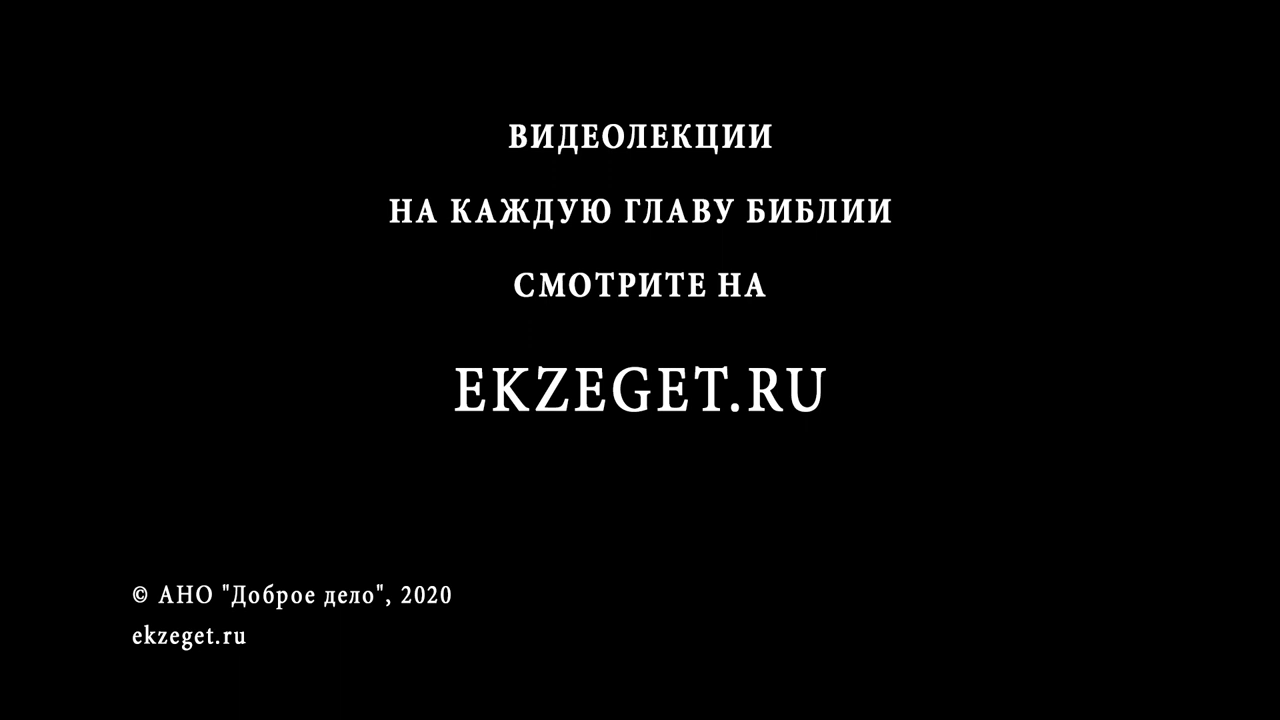 ВИДЕОЛЕКЦИИ
НА КАЖДУЮ ГЛАВУ БИБЛИИ
СМОТРИТЕ НА
EKZEGET.RU
© АНО "Доброе дело", 2020
ekzeget.ru